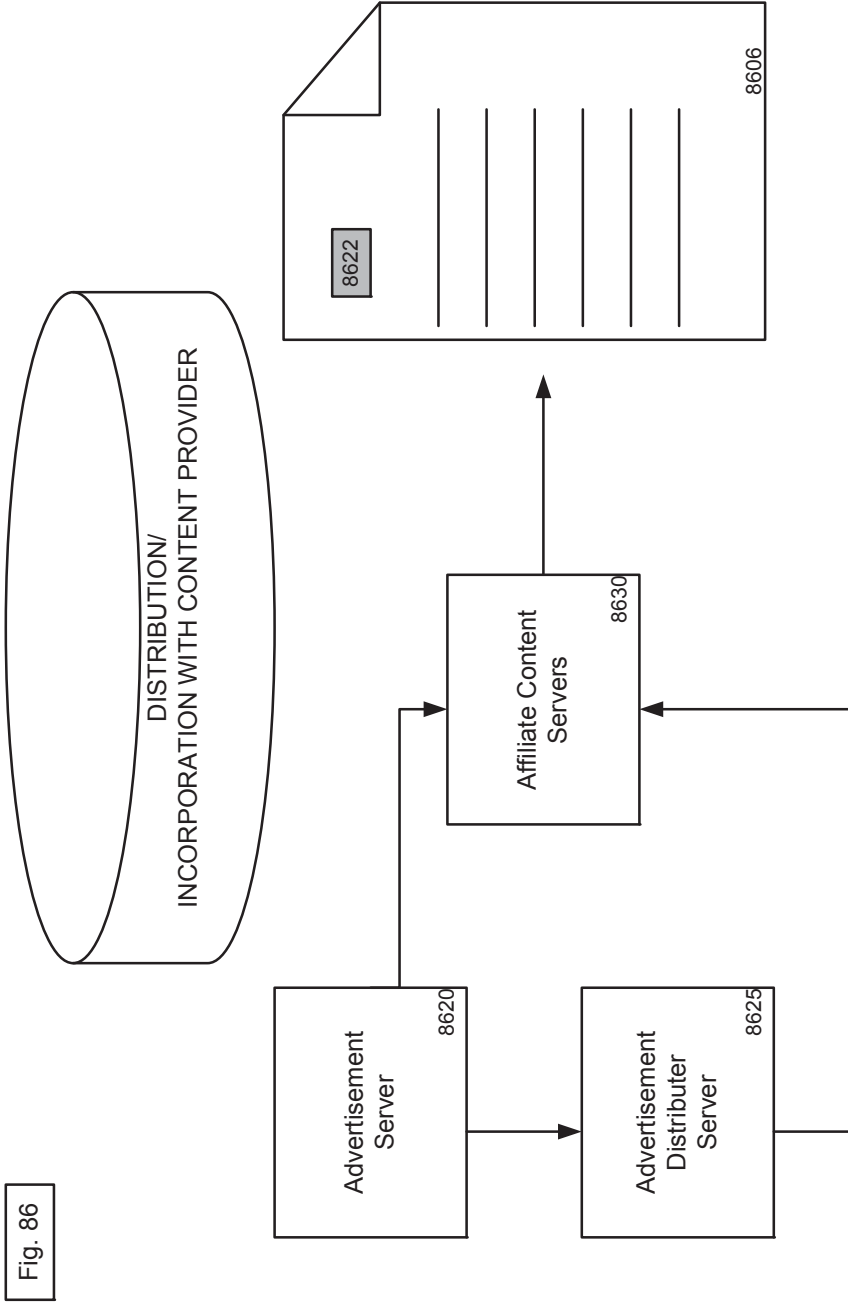 Fig. 86
DISTRIBUTION/
INCORPORATION WITH CONTENT PROVIDER
Advertisement
Server
8620
Advertisement
Distributer
Server
8625
Affiliate Content
Servers
8630
8622
8606